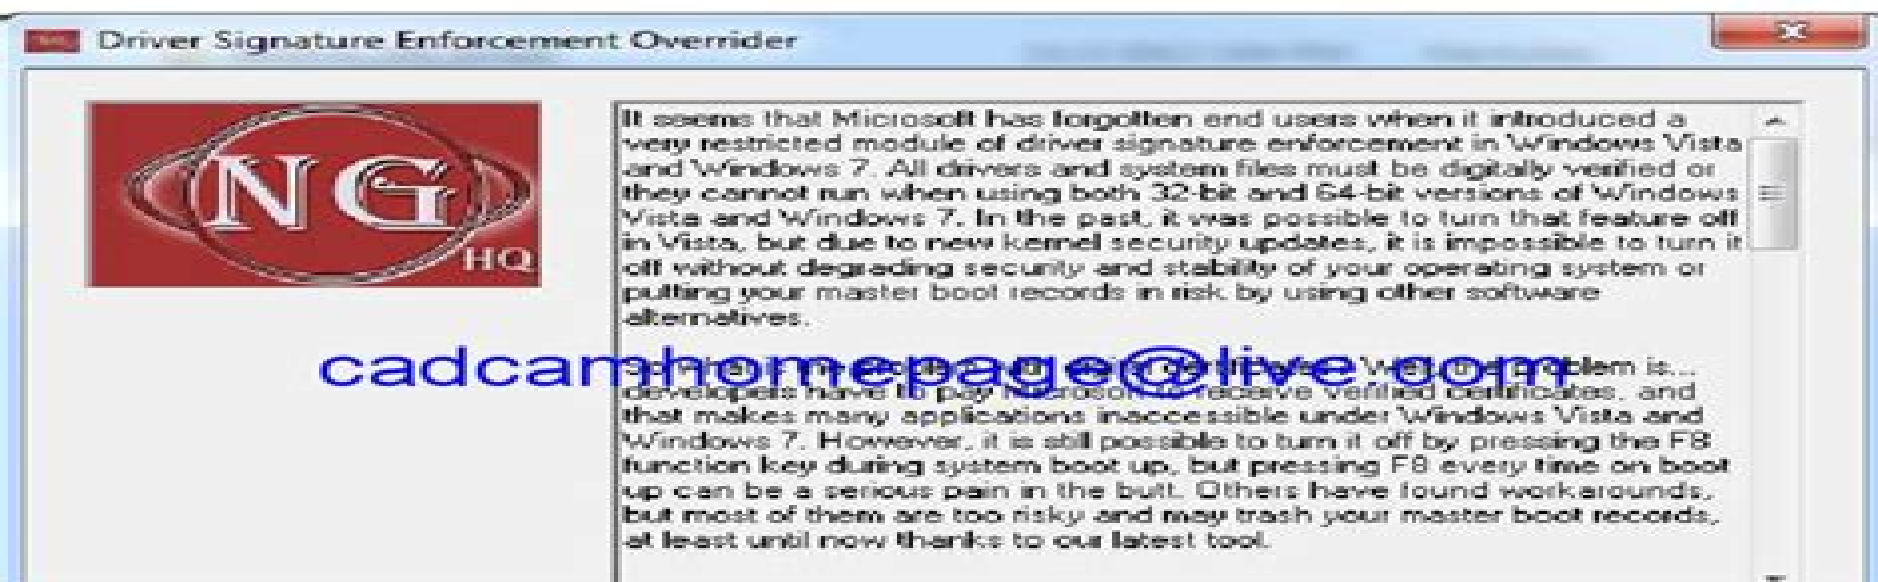 Driver Signature Enforcement Overrider
NG
HQ
It seems that Microsoft has forgotten end users when it introduced a
very restricted module of driver signature enforcement in Windows Vista
and Windows 7. All drivers and system files must be digitally verified or
they cannot run when using both 32-bit and 64-bit versions of Windows
Vista and Windows 7. In the past, it was possible to turn that feature off
in Vista, but due to new kernel security updates, it is impossible to turn it
off without degrading security and stability of your operating system or
putting your master boot records in risk by using other software
alternatives.
cadcamhomepage@live.com
problem is...
developers have to pay Microsoft to receive verified certificates, and
that makes many applications inaccessible under Windows Vista and
Windows 7. However, it is still possible to turn it off by pressing the F8
function key during system boot up, but pressing F8 every time on boot
up can be a serious pain in the butt. Others have found workarounds,
but most of them are too risky and may trash your master boot records,
at least until now thanks to our latest tool.